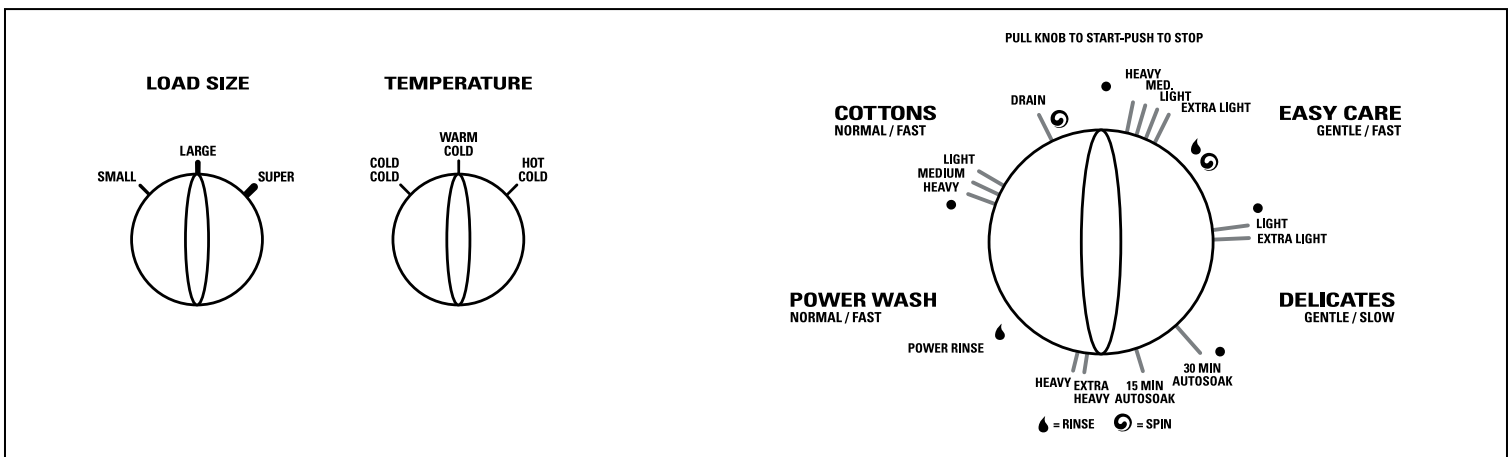 LOAD SIZE
SMALL
LARGE
SUPER
TEMPERATURE
COLD
COLD
WARM
COLD
HOT
COLD
PULL KNOB TO START-PUSH TO STOP
COTTONS
NORMAL / FAST
LIGHT
MEDIUM
HEAVY
DRAIN
HEAVY
MED.
LIGHT
EXTRA LIGHT
EASY CARE
GENTLE / FAST
LIGHT
EXTRA LIGHT
DELICATES
GENTLE / SLOW
30 MIN
AUTOSOAK
15 MIN
AUTOSOAK
EXTRA
HEAVY
HEAVY
POWER WASH
NORMAL / FAST
POWER RINSE
= RINSE
= SPIN